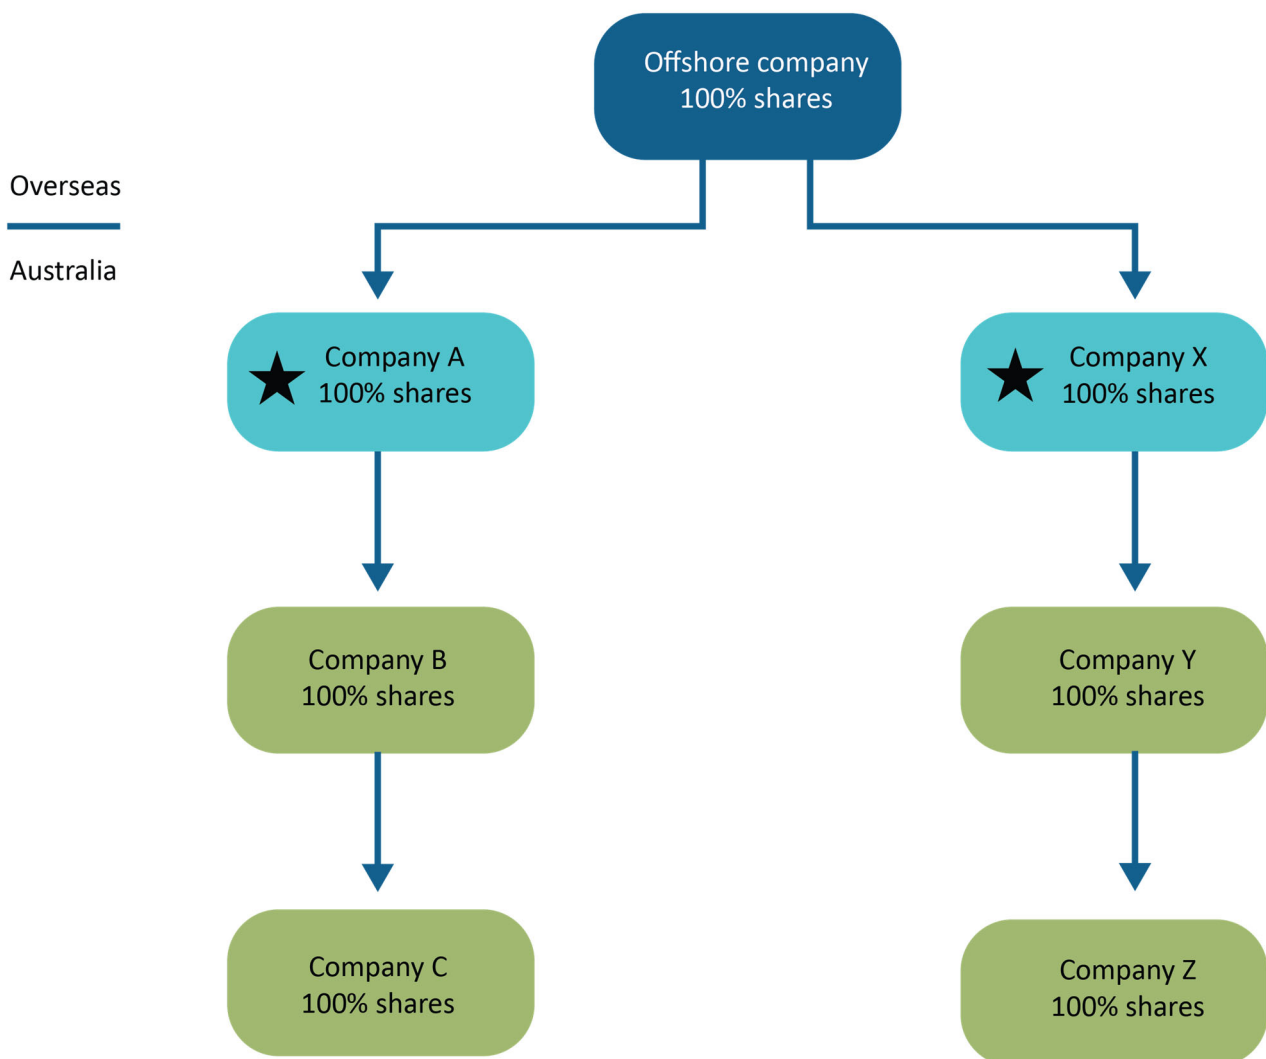 Offshore company
100% shares
Overseas
Australia
Company A
100% shares
Company X
100% shares
Company B
100% shares
Company Y
100% shares
Company C
100% shares
Company Z
100% shares